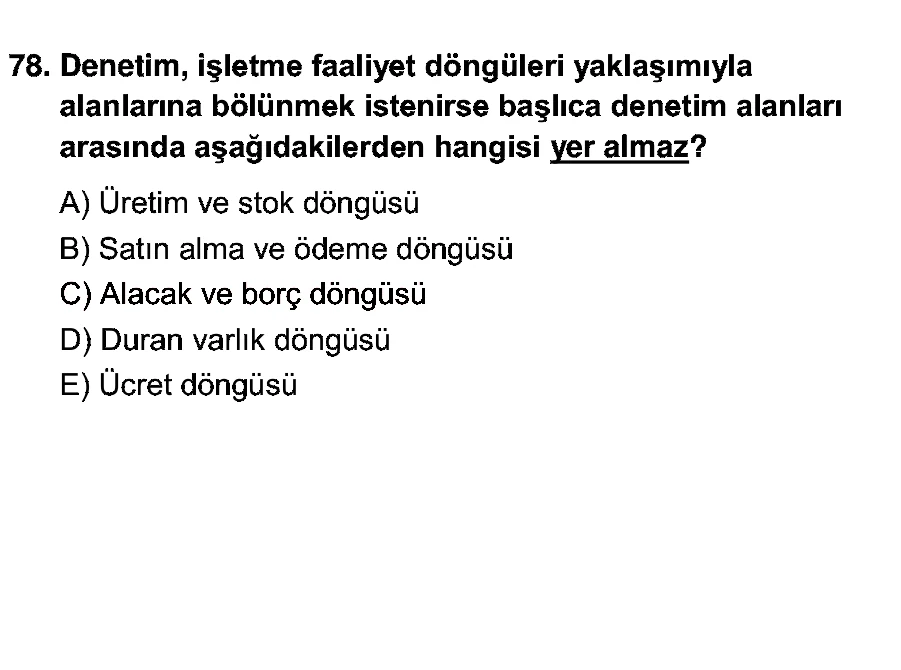 78. Denetim, işletme faaliyet döngüleri yaklaşımıyla
alanlarına bölünmek istenirse başlıca denetim alanları
arasında aşağıdakilerden hangisi yer almaz?
A) Üretim ve stok döngüsü
B) Satın alma ve ödeme döngüsü
C) Alacak ve borç döngüsü
D) Duran varlık döngüsü
E) Ücret döngüsü